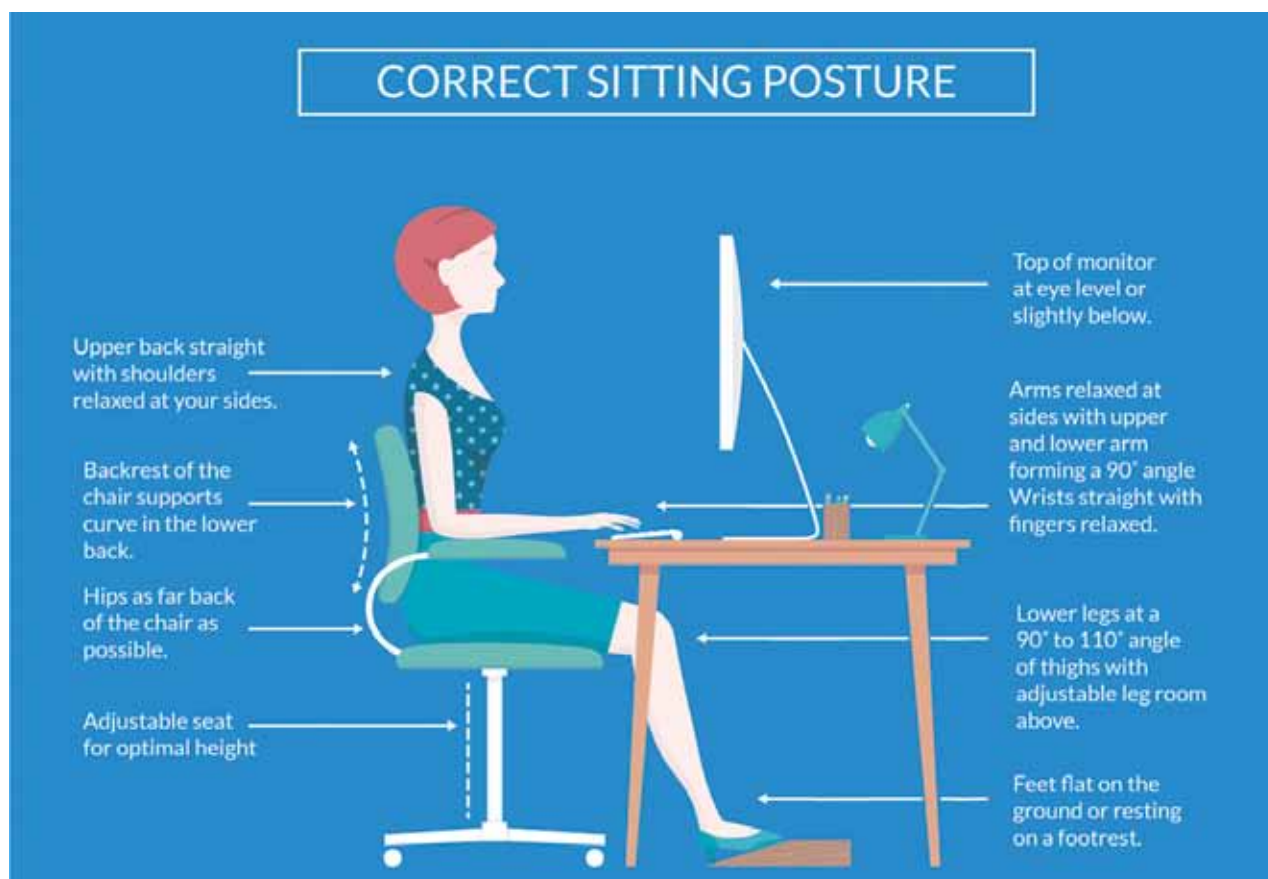 CORRECT SITTING POSTURE
Upper back straight
with shoulders
relaxed at your sides.
Backrest of the
chair supports
curve in the lower
back.
Hips as far back
of the chair as
possible.
Adjustable seat
for optimal height
Top of monitor
at eye level or
slightly below.
Arms relaxed at
sides with upper
and lower arm
forming a 90˚ angle
Wrists straight with
fingers relaxed.
Lower legs at a
90˚ to 110˚ angle
of thighs with
adjustable leg room
above.
Feet flat on the
ground or resting
on a footrest.